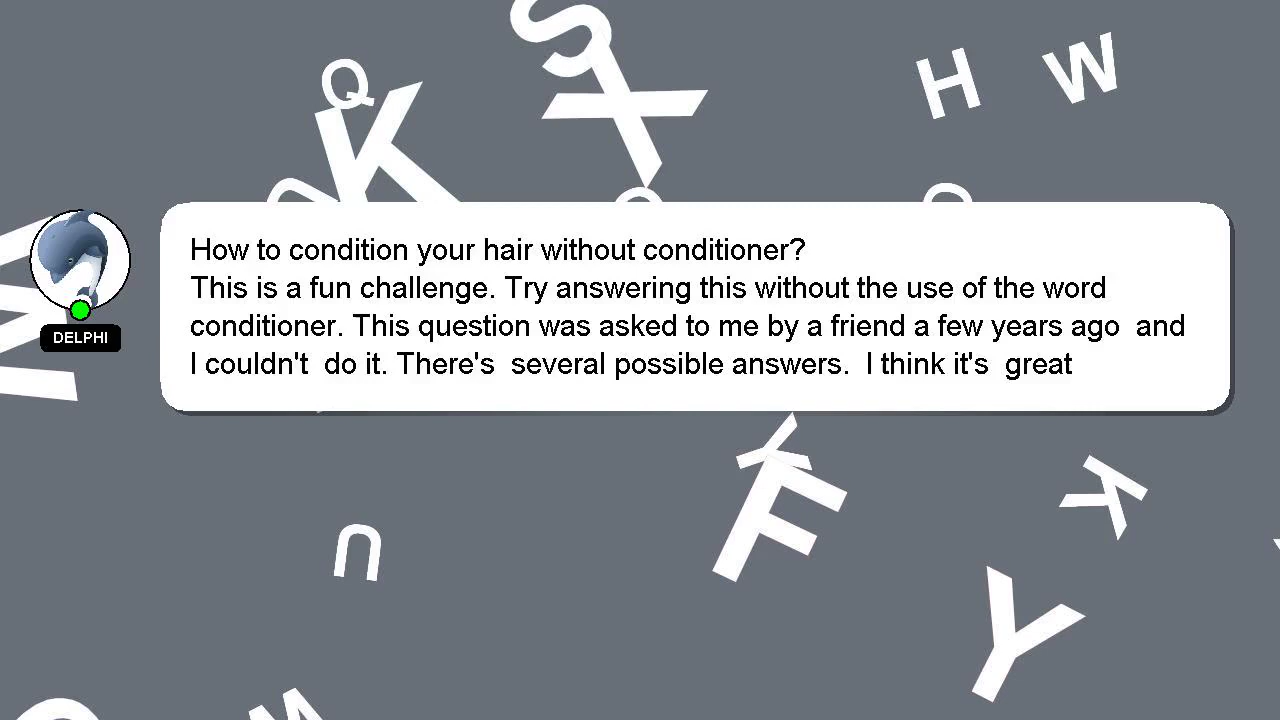 S
Q
H W
K X
How to condition your hair without conditioner?
This is a fun challenge. Try answering this without the use of the word
conditioner. This question was asked to me by a friend a few years ago  and
I couldn't  do it. There's  several possible answers.  I think it's  great
DELPHI
K
F
K
U
Y
M